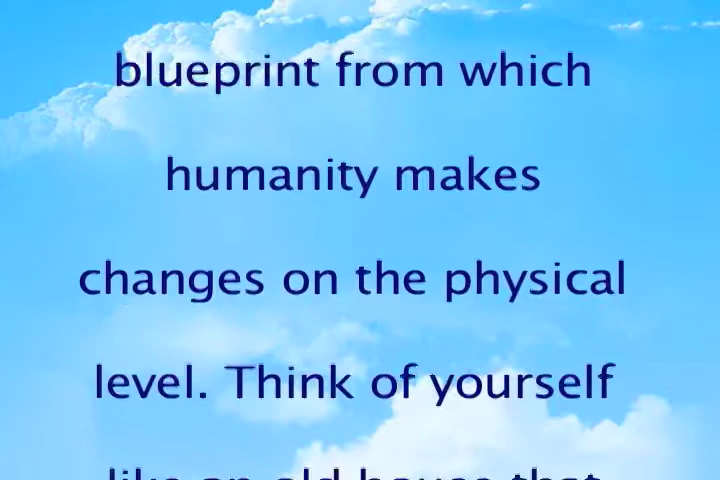 blueprint from which
humanity makes
changes on the physical
level. Think of yourself
like an old house that